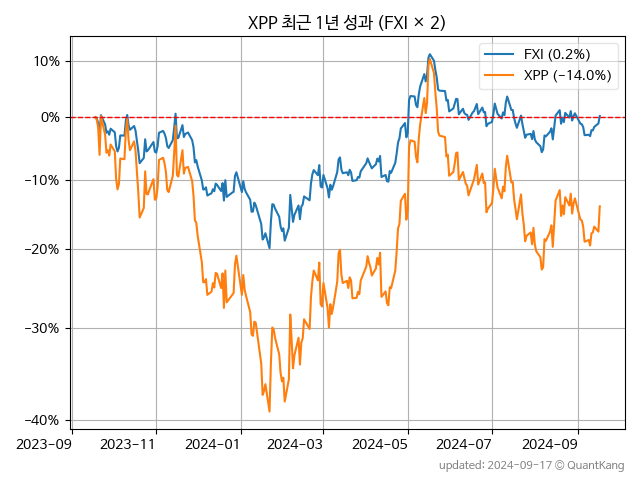 XPP 최근 1년 성과 (FXI × 2)
FXI (0.2%)
XPP (−14.0%)
10%
0%
−10%
−20%
−30%
−40%
2023-09 2023-11 2024-01 2024-03 2024-05 2024-07 2024-09
updated: 2024-09-17 © QuantKang